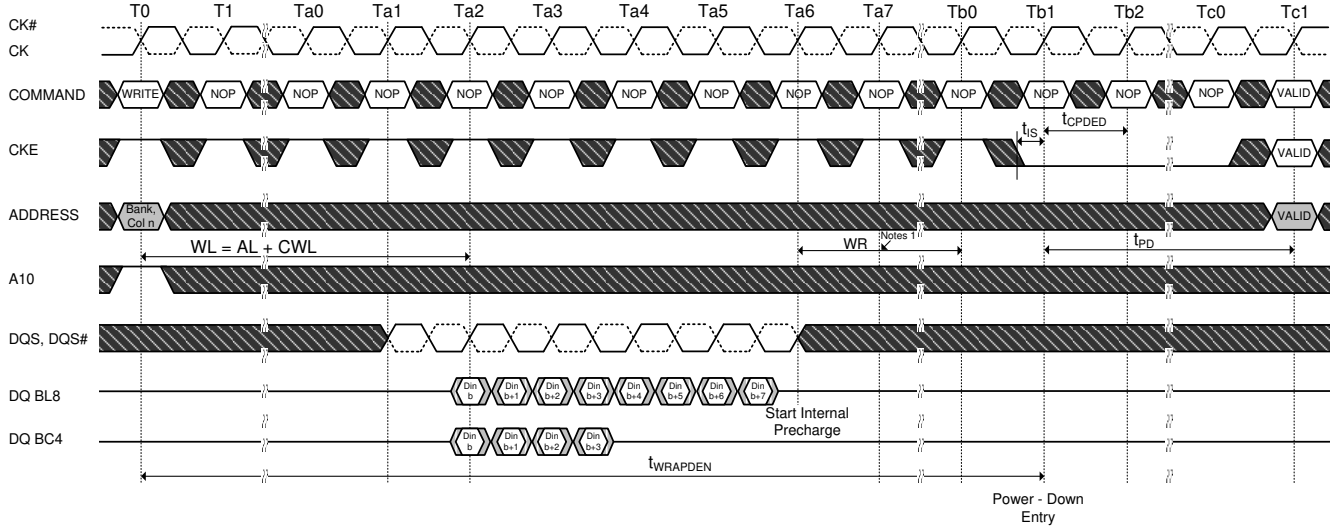 T0 T1 Ta0 Ta1 Ta2 Ta3 Ta4 Ta5 Ta6 Ta7 Tb0 Tb1 Tb2 Tc0 Tc1
CK#
CK
COMMAND WRITE NOP NOP NOP NOP NOP NOP NOP NOP NOP NOP NOP NOP NOP VALID
tIS tCPDED
CKE VALID
ADDRESS Bank, Col n VALID
WL = AL + CWL WR Notes 1 tPD
A10
DQS, DQS#
DQ BL8 Din b Din b+1 Din b+2 Din b+3 Din b+4 Din b+5 Din b+6 Din b+7
Start Internal
Precharge
DQ BC4 Din b Din b+1 Din b+2 Din b+3
tWRAPDEN
Power - Down
Entry